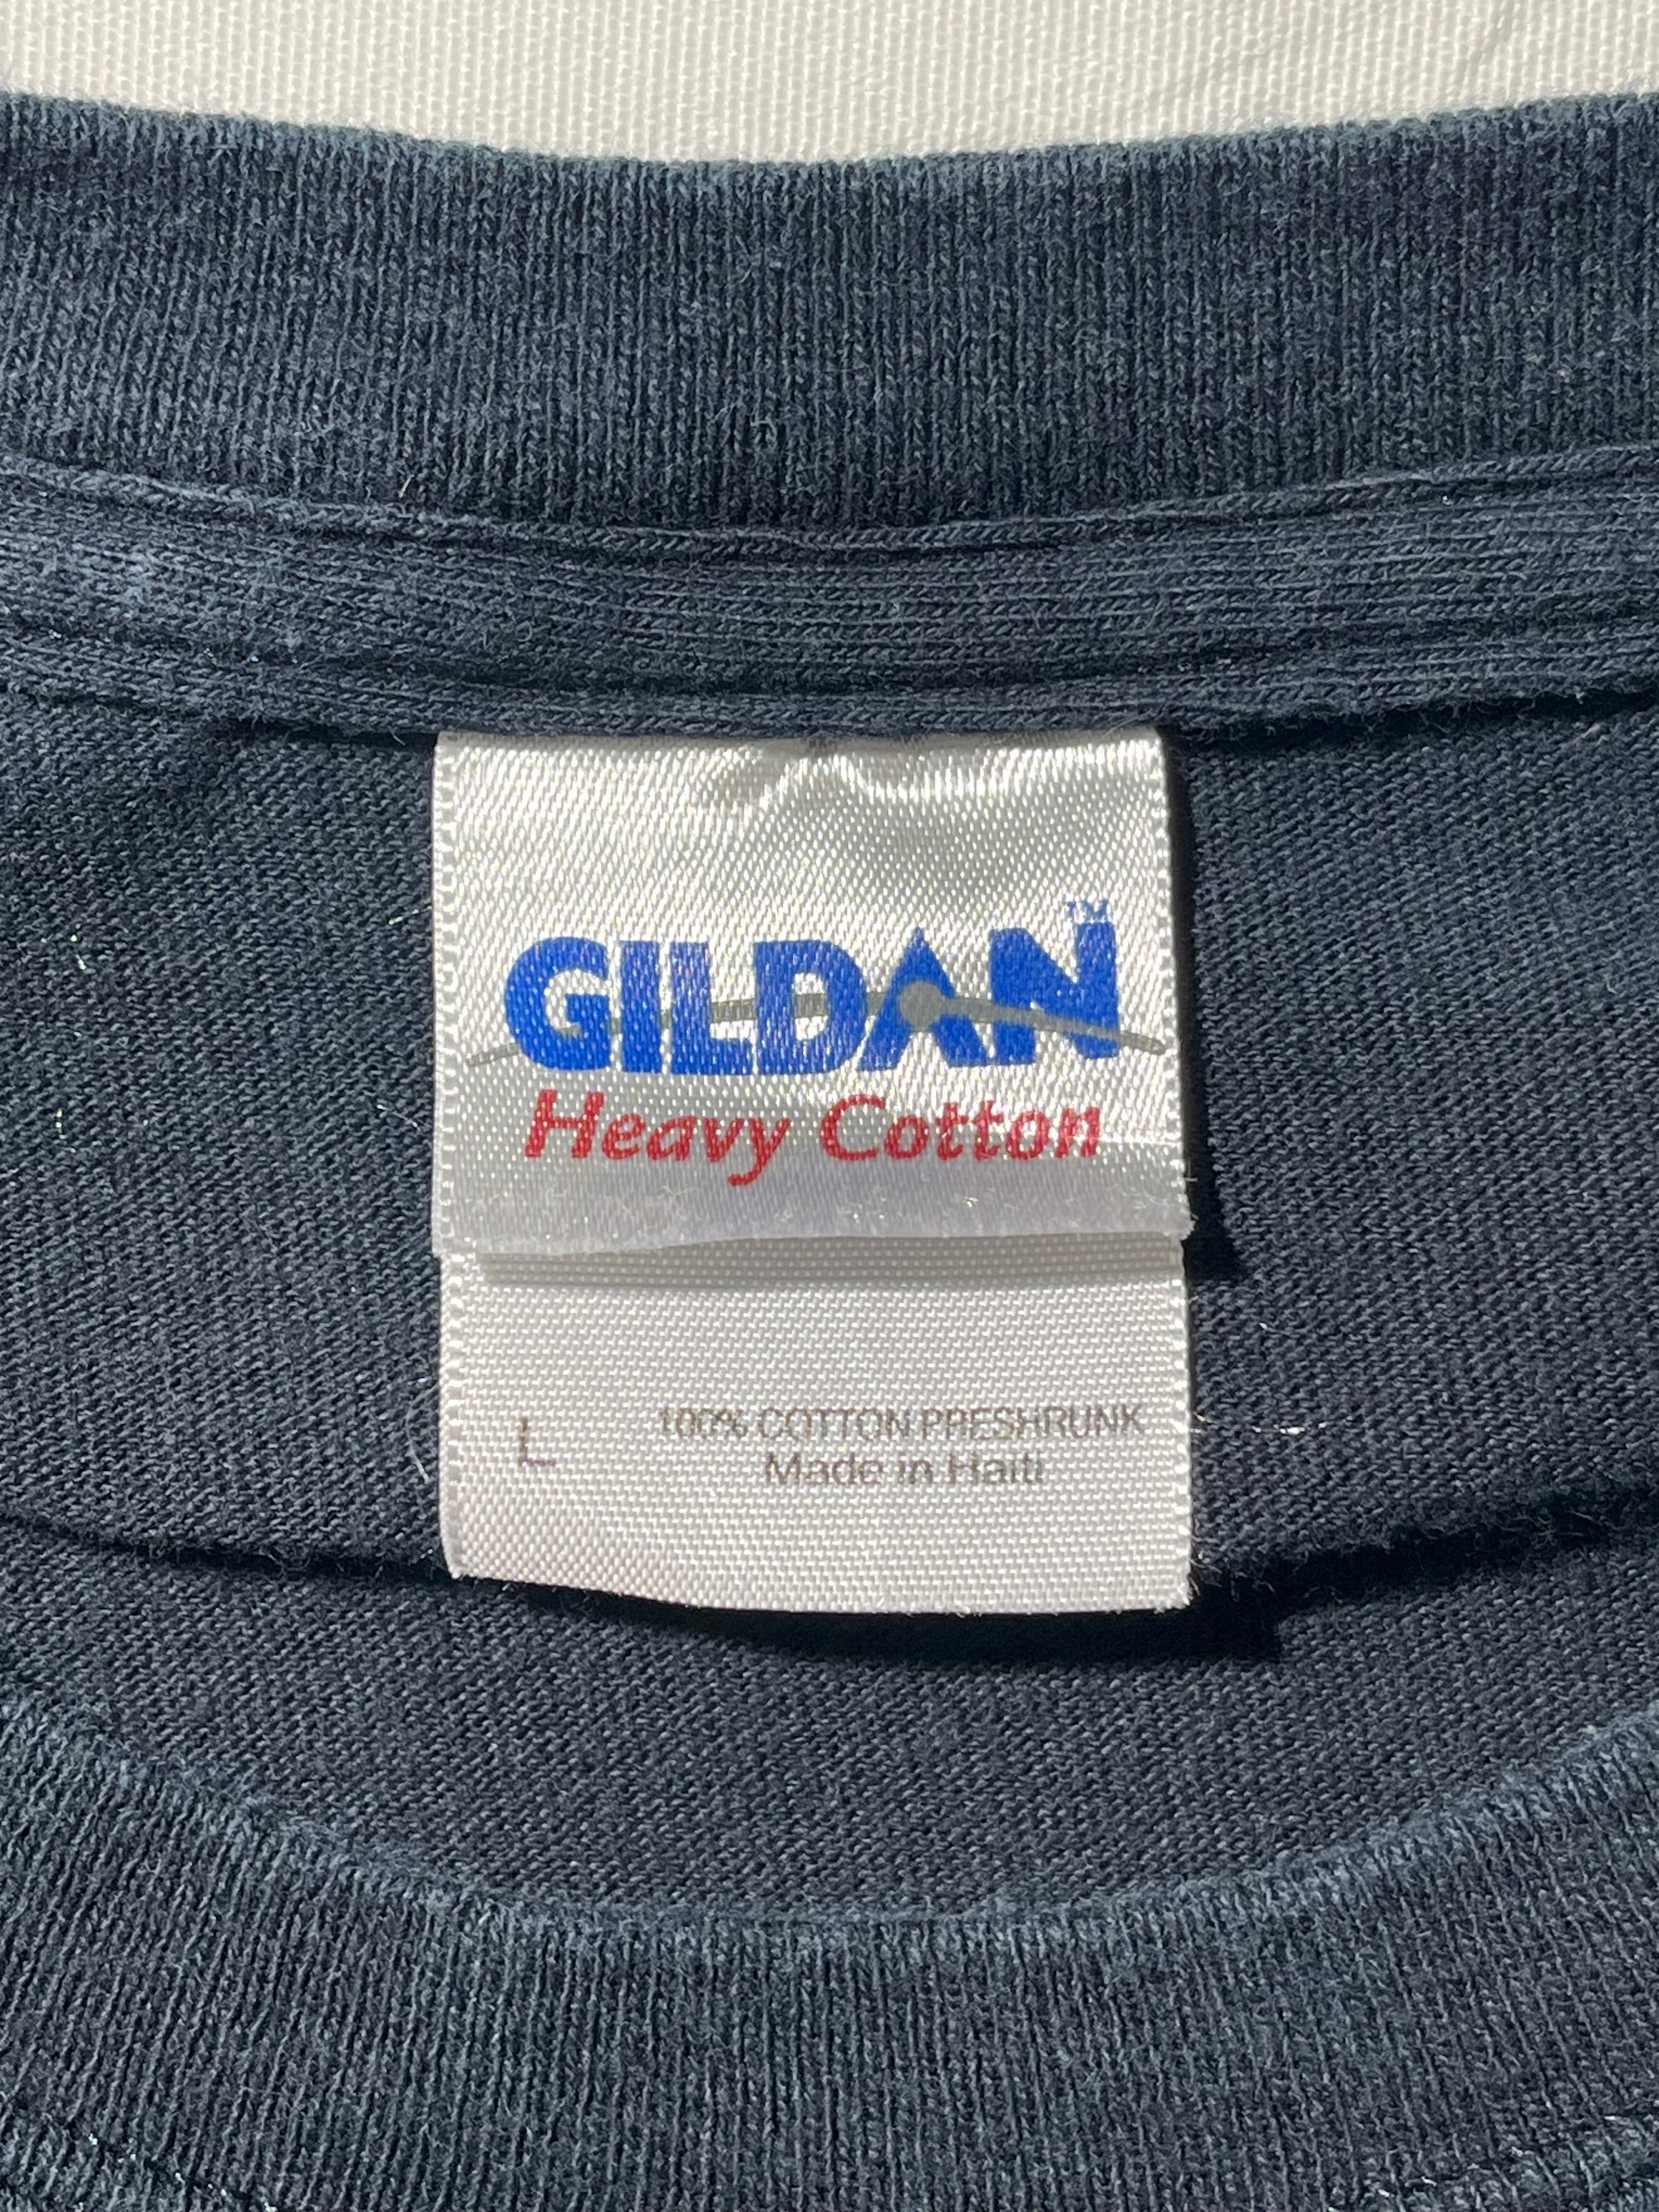 GILDAN™
Heavy Cotton
L
100% COTTON PRESHRUNK
Made in Haiti